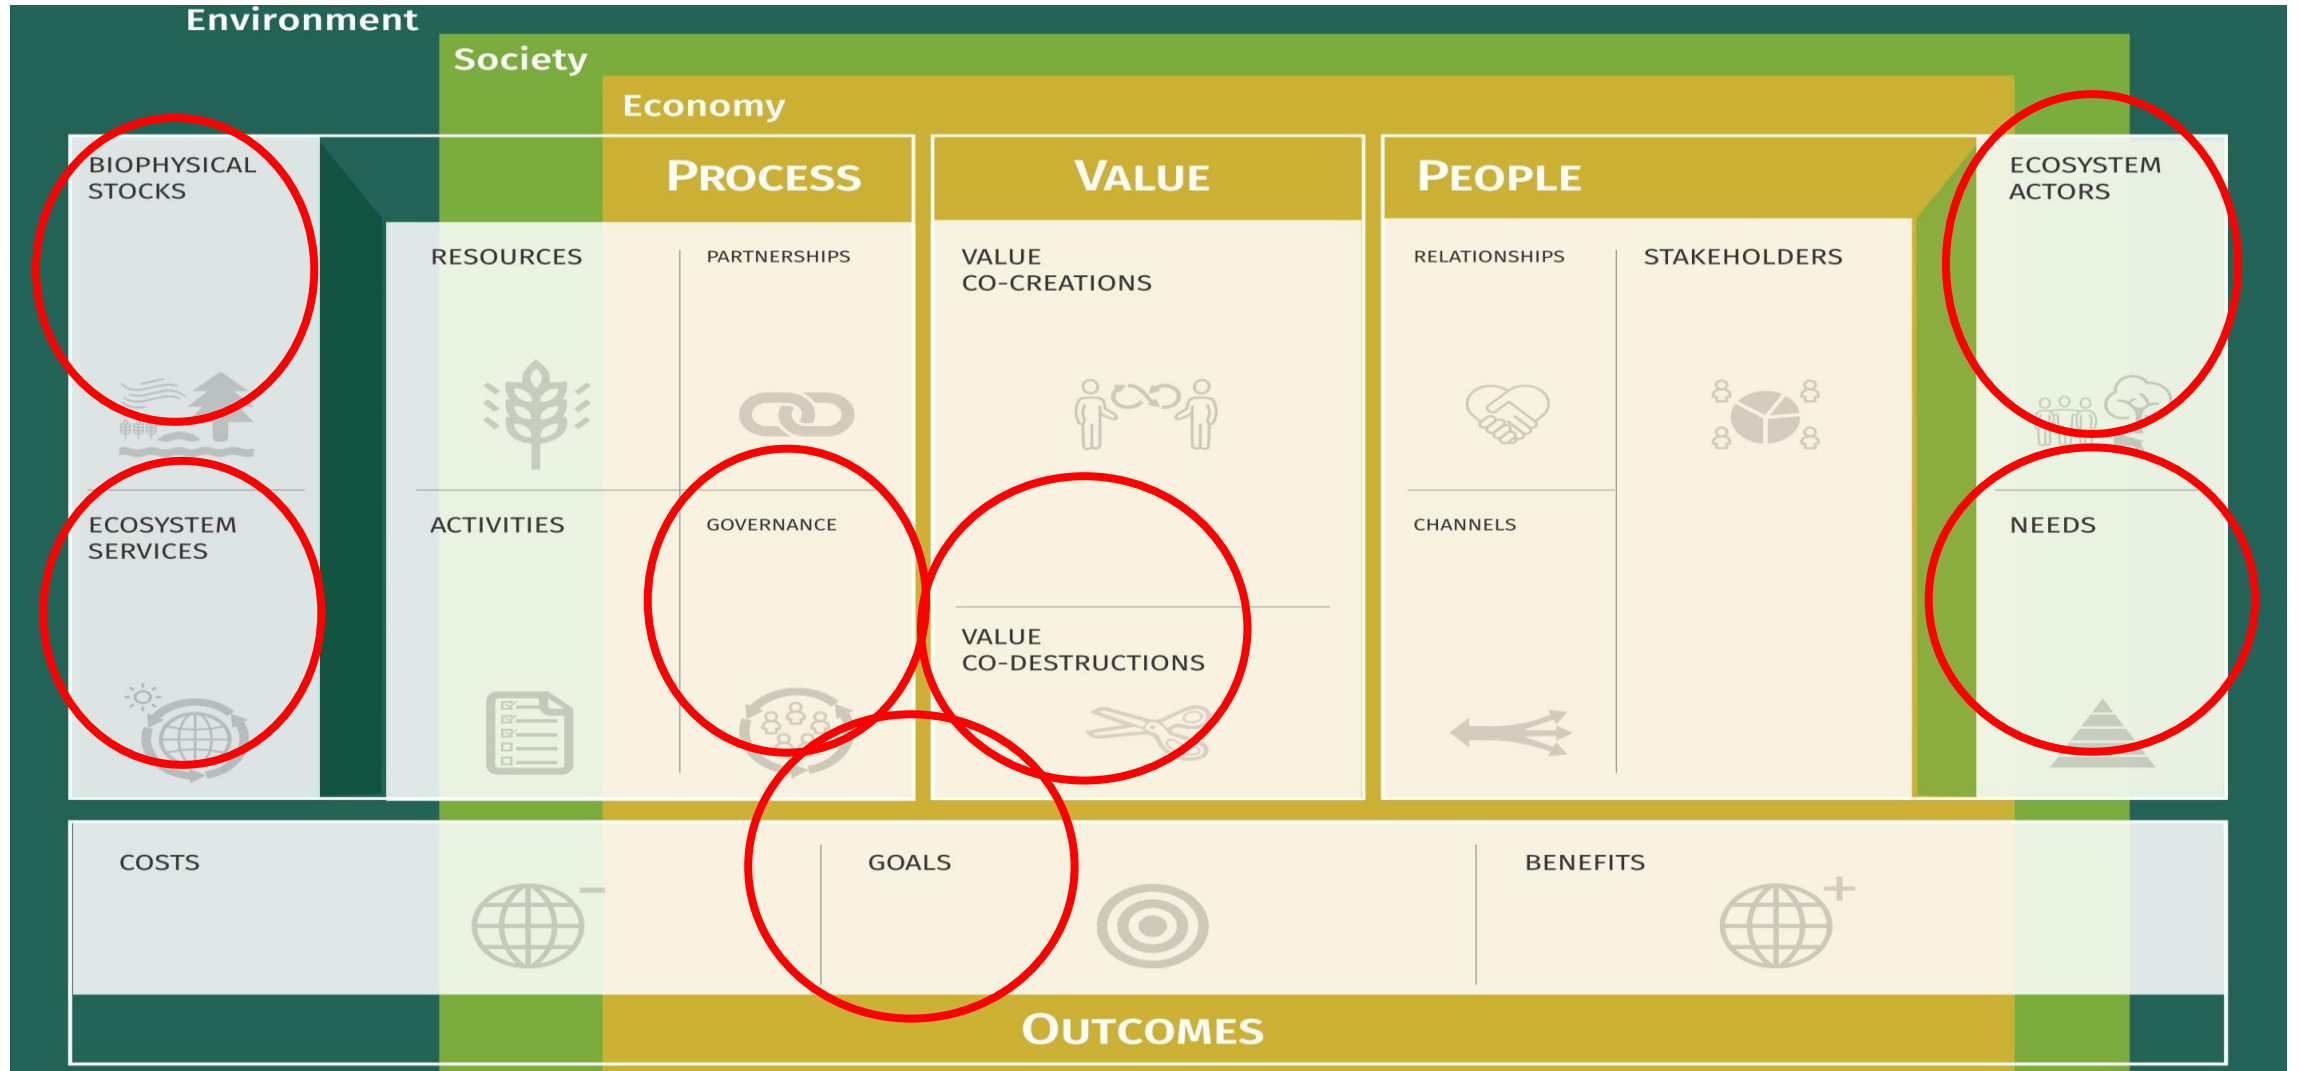 Environment
Society
Economy
BIOPHYSICAL
STOCKS
ECOSYSTEM
SERVICES
PROCESS
RESOURCES
PARTNERSHIPS
ACTIVITIES
GOVERNANCE
VALUE
VALUE
CO-CREATIONS
VALUE
CO-DESTRUCTIONS
PEOPLE
RELATIONSHIPS
STAKEHOLDERS
CHANNELS
ECOSYSTEM
ACTORS
NEEDS
COSTS
GOALS
BENEFITS
OUTCOMES